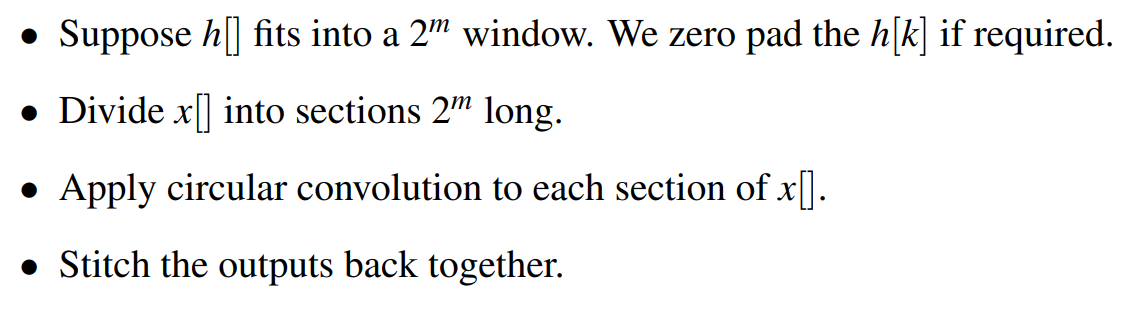 • Suppose h[] fits into a 2^m window. We zero pad the h[k] if required.
• Divide x[] into sections 2^m long.
• Apply circular convolution to each section of x[].
• Stitch the outputs back together.